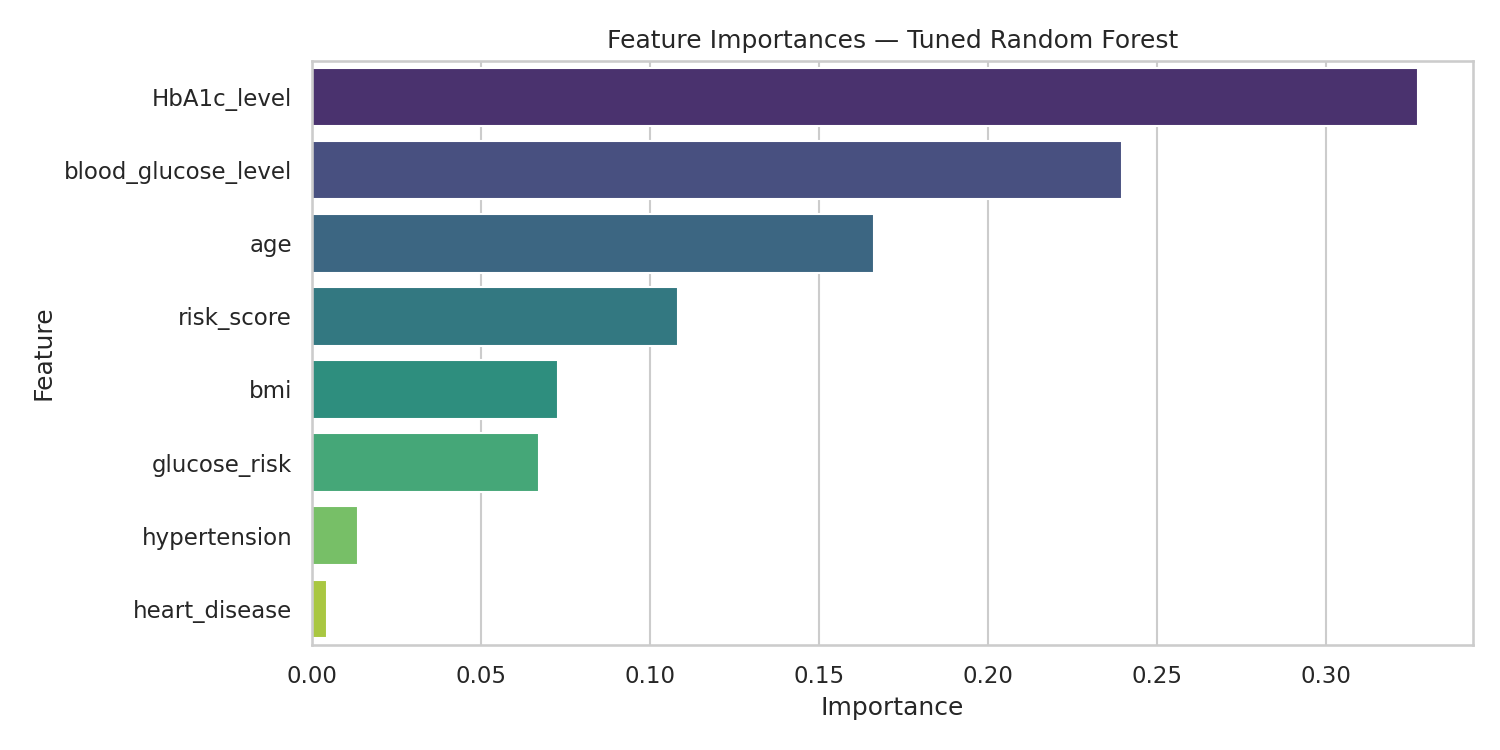 Feature Importances — Tuned Random Forest
HbA1c_level
blood_glucose_level
age
risk_score
bmi
glucose_risk
hypertension
heart_disease
Feature
0.00 0.05 0.10 0.15 0.20 0.25 0.30
Importance